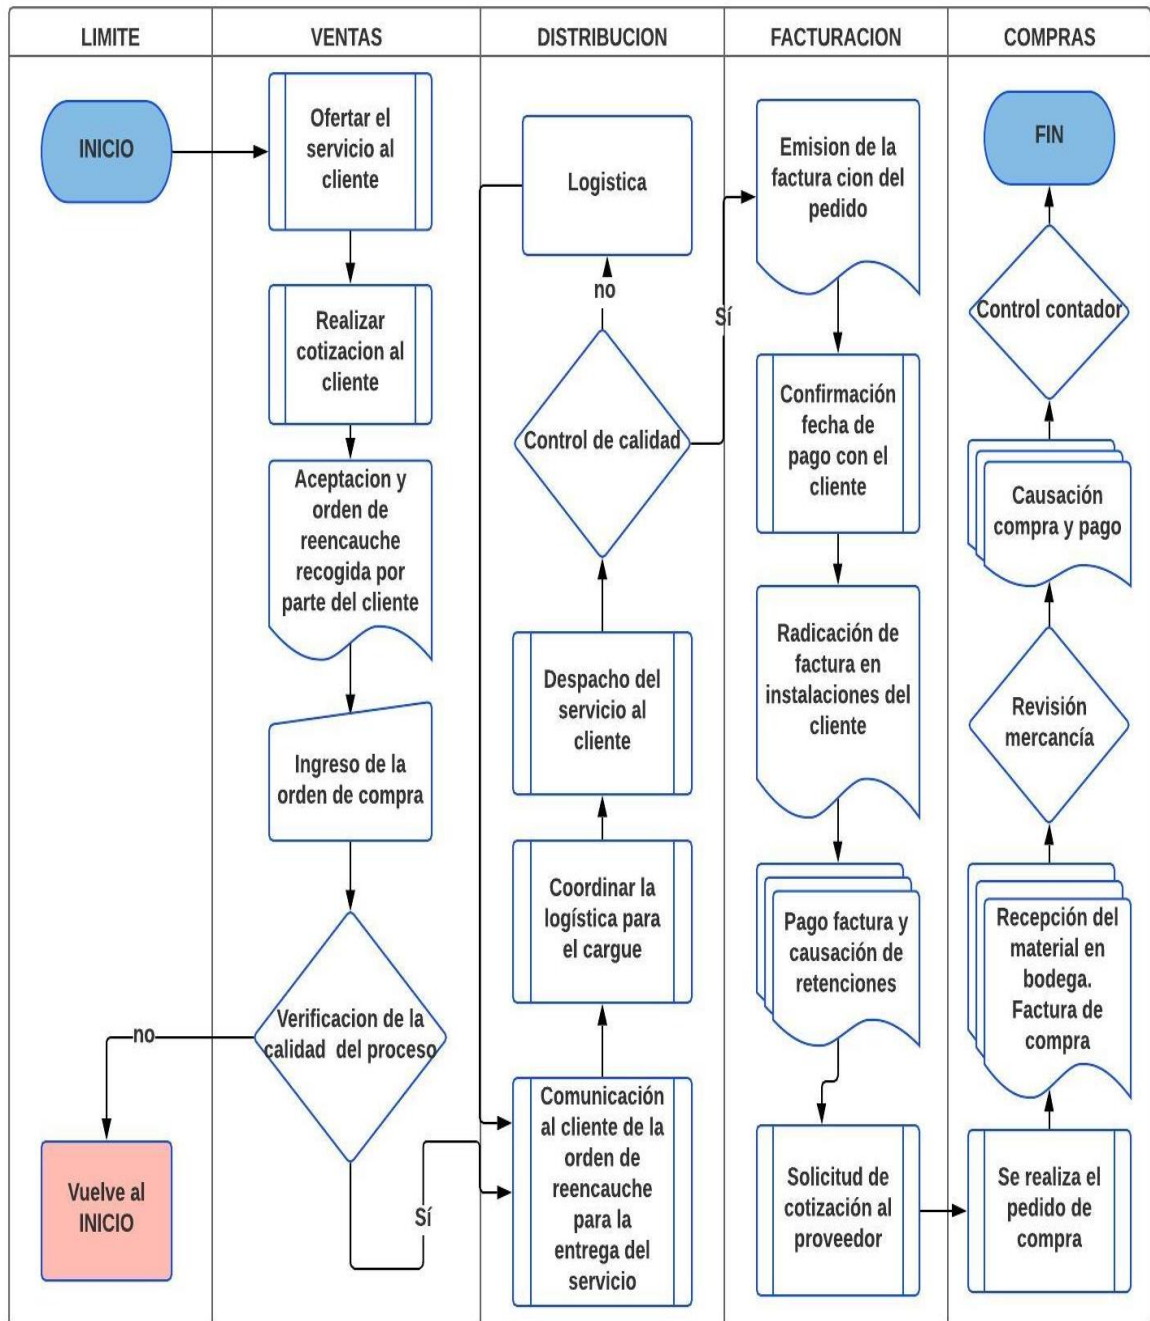 LIMITE
VENTAS
DISTRIBUCION
FACTURACION
COMPRAS
INICIO
Ofertar el
servicio al
cliente
Realizar
cotizacion al
cliente
Aceptacion y
orden de
reencauche
recogida por
parte del cliente
Ingreso de la
orden de compra
Verificacion de la
calidad del proceso
no
Vuelve al
INICIO
Sí
Comunicación
al cliente de la
orden de
reencauche
para la
entrega del
servicio
Coordinar la
logística para
el cargue
Despacho del
servicio al
cliente
Control de calidad
no
Logistica
Sí
Emision de la
factura cion del
pedido
Confirmación
fecha de
pago con el
cliente
Radicación de
factura en
instalaciones del
cliente
Pago factura y
causación de
retenciones
Solicitud de
cotización al
proveedor
Se realiza el
pedido de
compra
Recepción del
material en
bodega.
Factura de
compra
Revisión
mercancía
Causación
compra y pago
Control contador
FIN